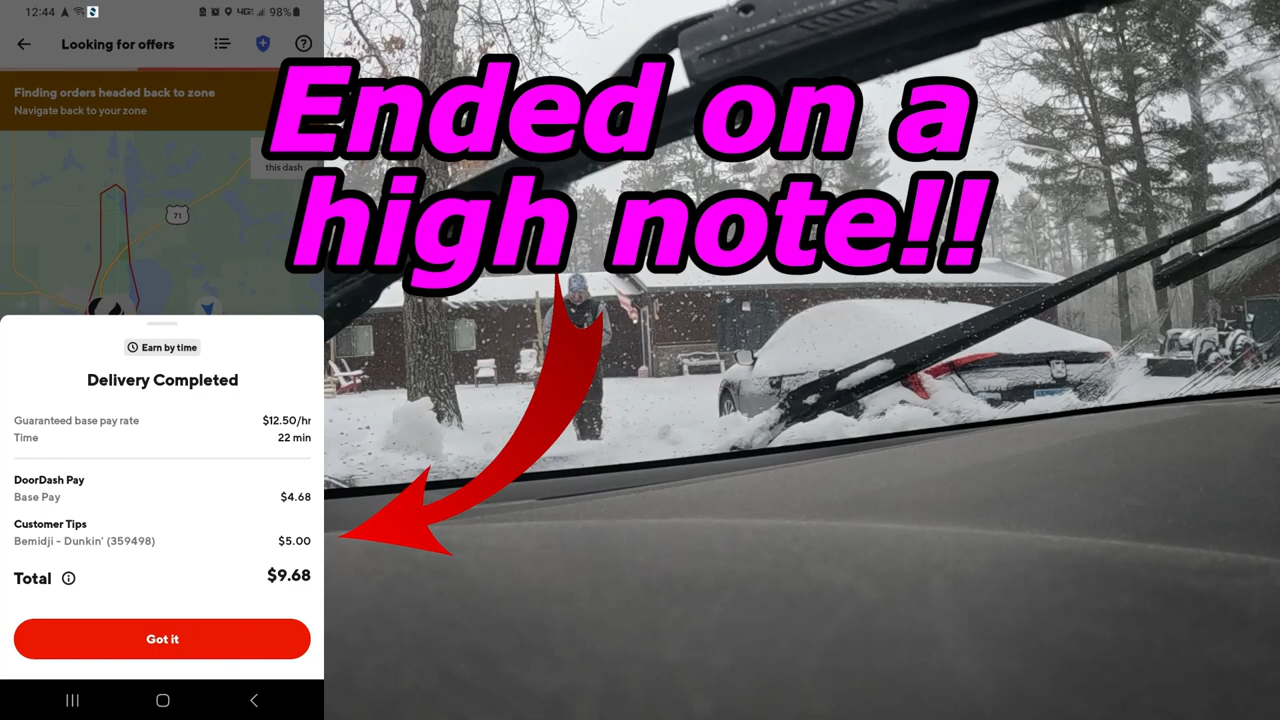 12:44
4GE 98%
Looking for offers
Finding orders headed back to zone
Navigate back to your zone
this dash
71
Earn by time
Delivery Completed
Guaranteed base pay rate $12.50/hr
Time 22 min
DoorDash Pay
Base Pay $4.68
Customer Tips
Bemidji - Dunkin' (359498) $5.00
Total $9.68
Got it
Ended on a
high note!!